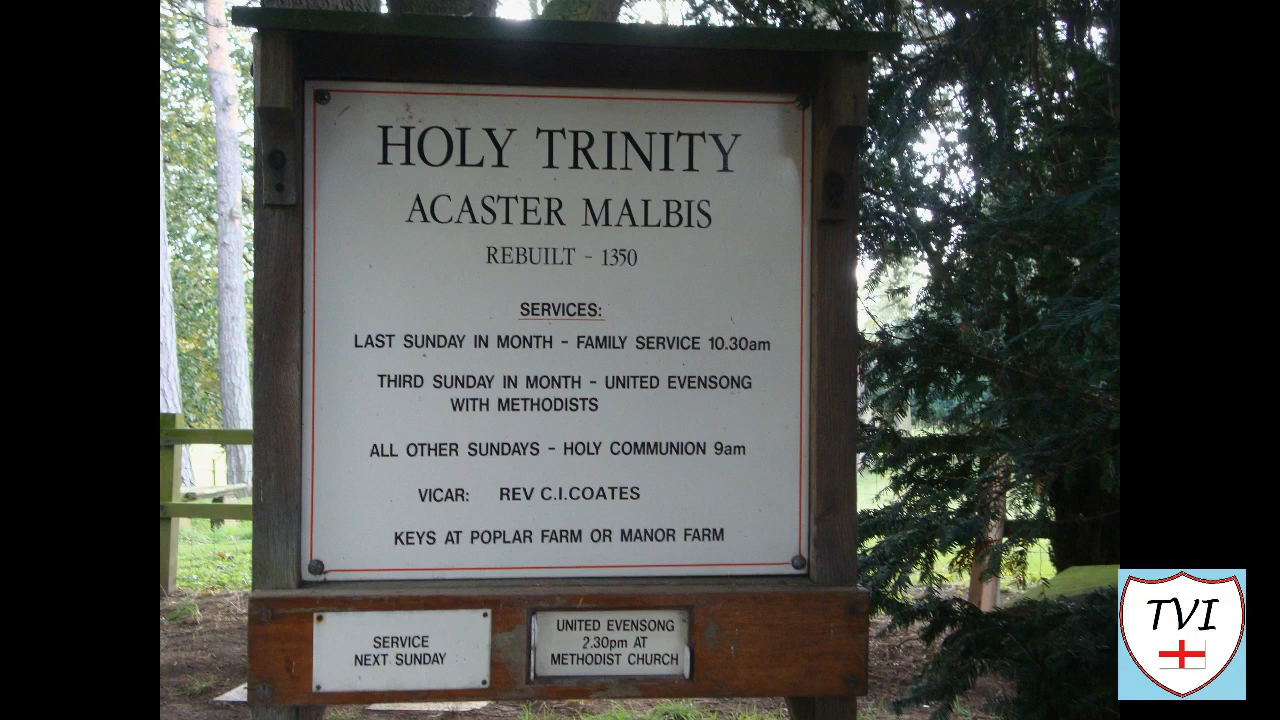 HOLY TRINITY
ACASTER MALBIS
REBUILT - 1350
SERVICES:
LAST SUNDAY IN MONTH - FAMILY SERVICE 10.30am
THIRD SUNDAY IN MONTH - UNITED EVENSONG
WITH METHODISTS
ALL OTHER SUNDAYS - HOLY COMMUNION 9am
VICAR: REV C.I.COATES
KEYS AT POPLAR FARM OR MANOR FARM
SERVICE
NEXT SUNDAY
UNITED EVENSONG
2.30pm AT
METHODIST CHURCH
TVI